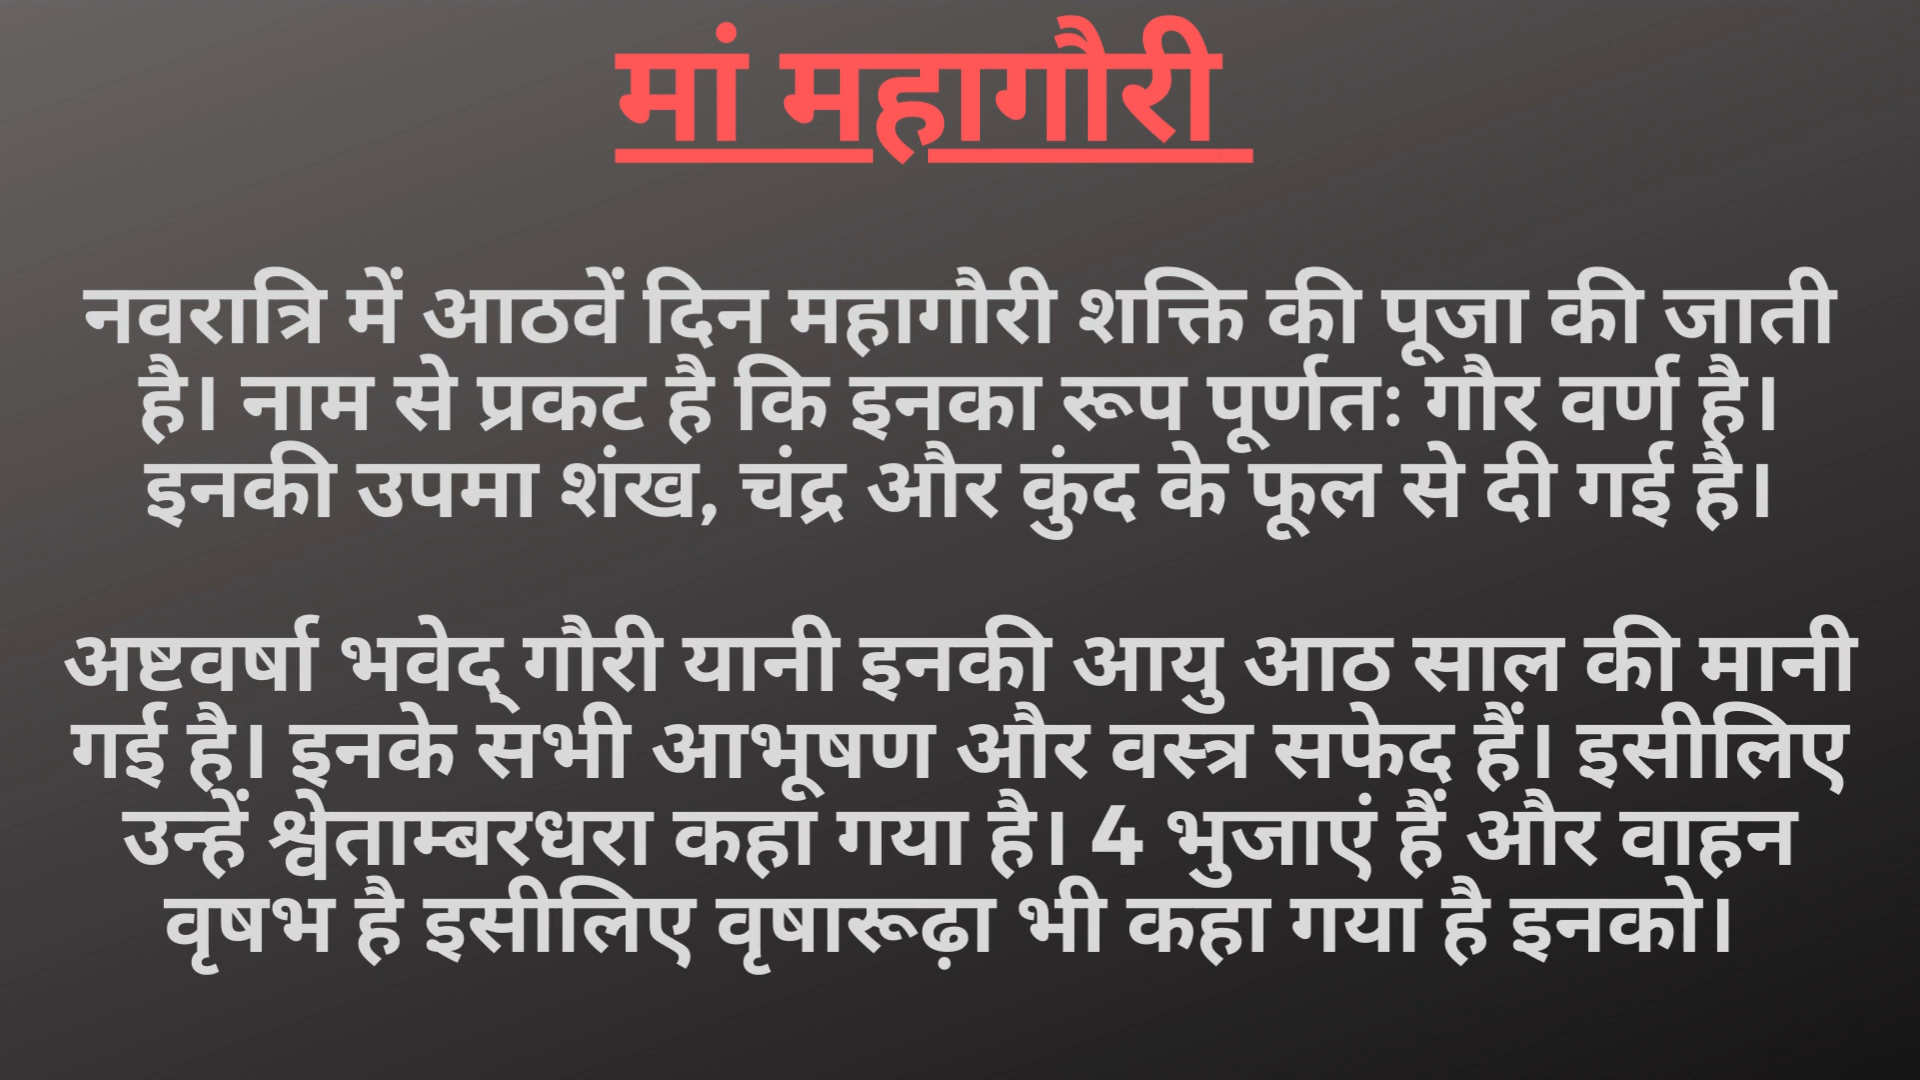 मां महागौरी
नवरात्रि में आठवें दिन महागौरी शक्ति की पूजा की जाती
है। नाम से प्रकट है कि इनका रूप पूर्णतः गौर वर्ण है।
इनकी उपमा शंख, चंद्र और कुंद के फूल से दी गई है।
अष्टवर्षा भवेद् गौरी यानी इनकी आयु आठ साल की मानी
गई है। इनके सभी आभूषण और वस्त्र सफेद हैं। इसीलिए
उन्हें श्वेताम्बरधरा कहा गया है। 4 भुजाएं हैं और वाहन
वृषभ है इसीलिए वृषारूढ़ा भी कहा गया है इनको।